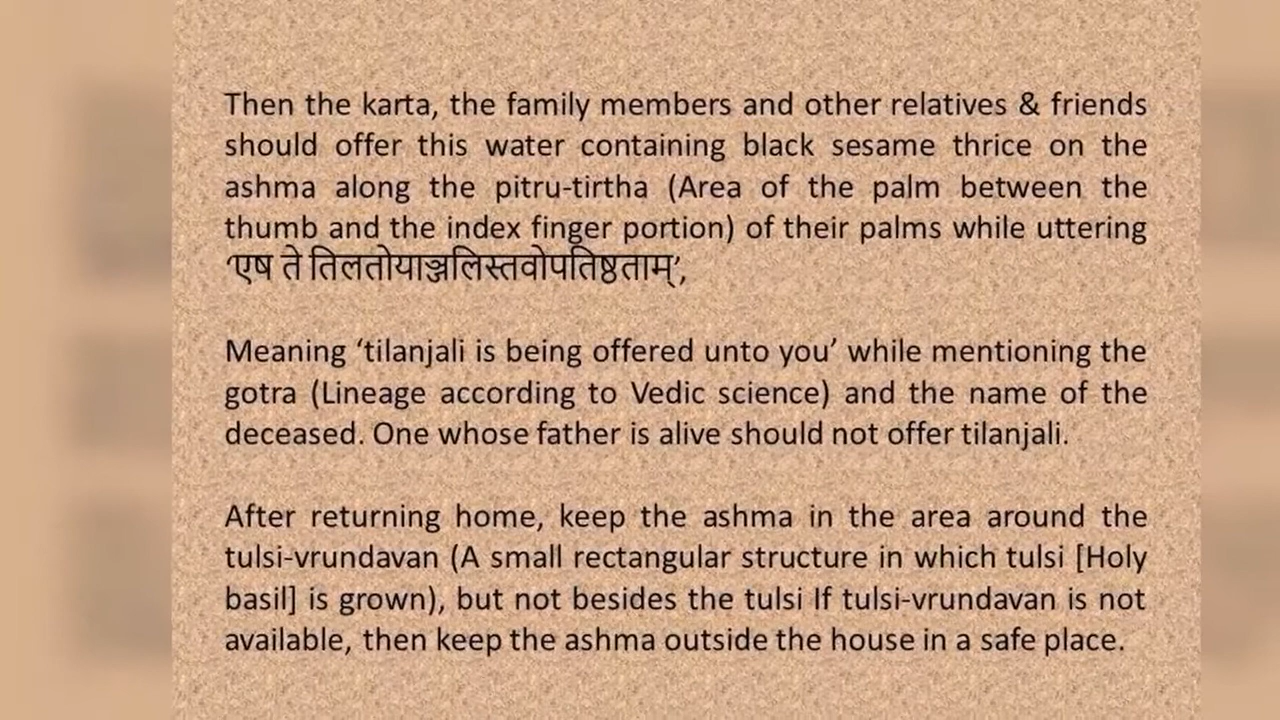 Then the karta, the family members and other relatives & friends
should offer this water containing black sesame thrice on the
ashma along the pitru-tirtha (Area of the palm between the
thumb and the index finger portion) of their palms while uttering
‘एष ते तिलतोयाञ्जलिस्तवोपतिष्ठताम्’,
Meaning ‘tilanjali is being offered unto you’ while mentioning the
gotra (Lineage according to Vedic science) and the name of the
deceased. One whose father is alive should not offer tilanjali.
After returning home, keep the ashma in the area around the
tulsi-vrundavan (A small rectangular structure in which tulsi [Holy
basil] is grown), but not besides the tulsi If tulsi-vrundavan is not
available, then keep the ashma outside the house in a safe place.